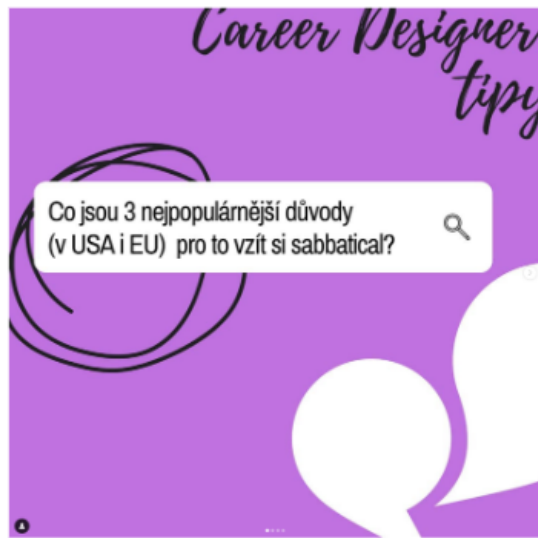 Career Designer
tipy
Co jsou 3 nejpopulárnější důvody
(v USA i EU) pro to vzít si sabbatical?